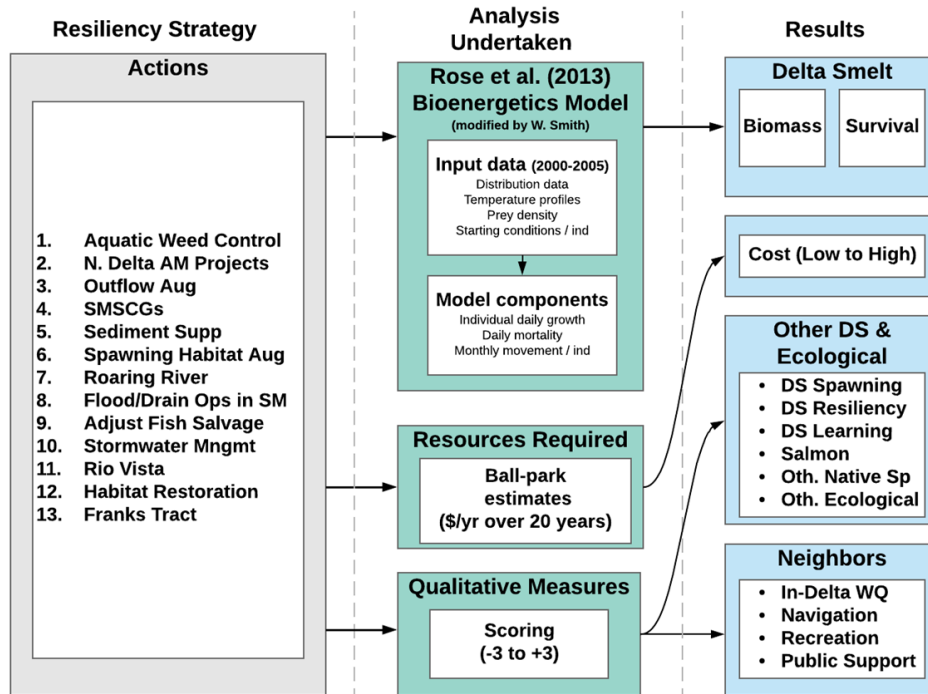 Resiliency Strategy
Actions
1. Aquatic Weed Control
2. N. Delta AM Projects
3. Outflow Aug
4. SMSCGs
5. Sediment Supp
6. Spawning Habitat Aug
7. Roaring River
8. Flood/Drain Ops in SM
9. Adjust Fish Salvage
10. Stormwater Mngmt
11. Rio Vista
12. Habitat Restoration
13. Franks Tract
Analysis
Undertaken
Rose et al. (2013)
Bioenergetics Model
(modified by W. Smith)
Input data (2000-2005)
Distribution data
Temperature profiles
Prey density
Starting conditions / ind
Model components
Individual daily growth
Daily mortality
Monthly movement / ind
Resources Required
Ball-park
estimates
($/yr over 20 years)
Qualitative Measures
Scoring
(-3 to +3)
Results
Delta Smelt
Biomass
Survival
Cost (Low to High)
Other DS &
Ecological
• DS Spawning
• DS Resiliency
• DS Learning
• Salmon
• Oth. Native Sp
• Oth. Ecological
Neighbors
• In-Delta WQ
• Navigation
• Recreation
• Public Support